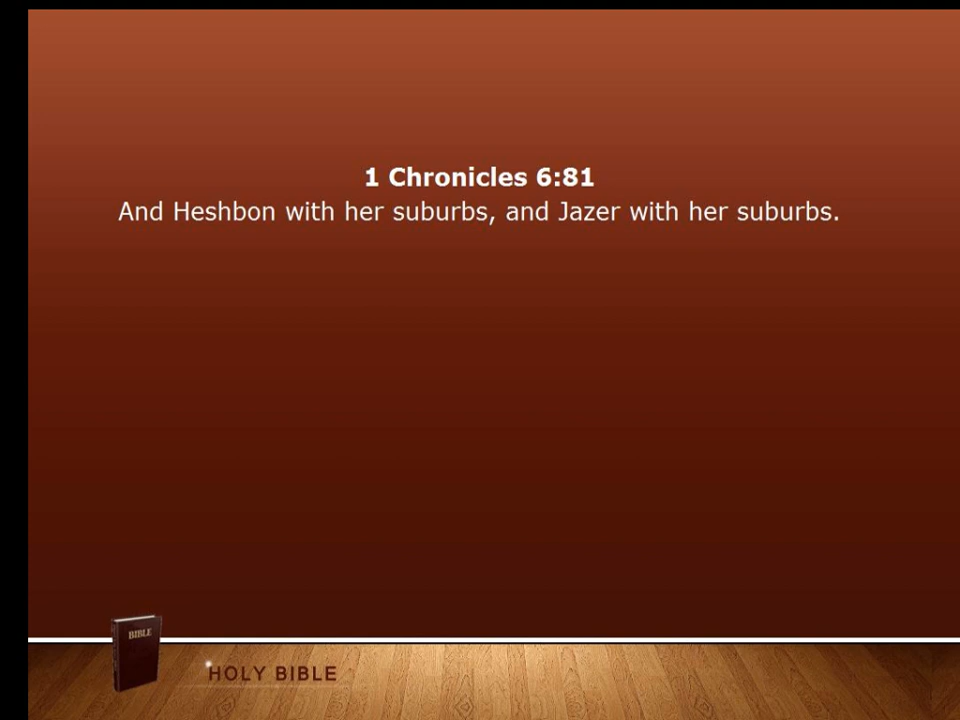 1 Chronicles 6:81
And Heshbon with her suburbs, and Jazer with her suburbs.
BIBLE
HOLY BIBLE